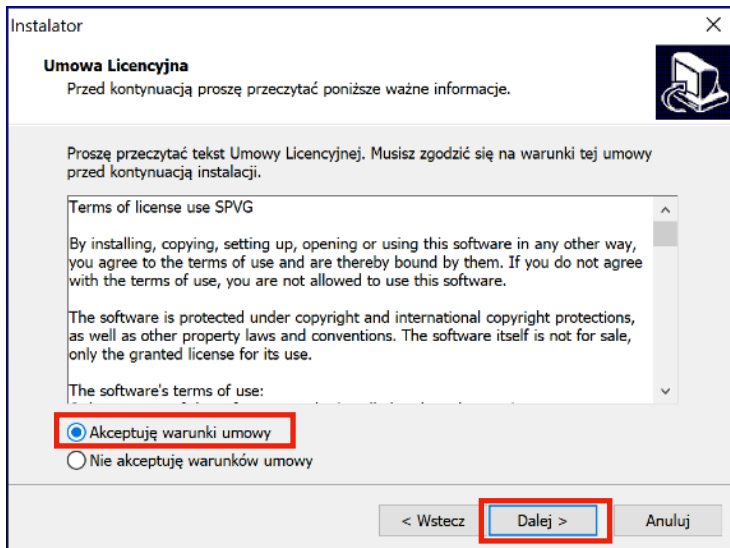 Instalator
Umowa Licencyjna
Przed kontynuacją proszę przeczytać poniższe ważne informacje.
Proszę przeczytać tekst Umowy Licencyjnej. Musisz zgodzić się na warunki tej umowy
przed kontynuacją instalacji.
Terms of license use SPVG
By installing, copying, setting up, opening or using this software in any other way,
you agree to the terms of use and are thereby bound by them. If you do not agree
with the terms of use, you are not allowed to use this software.
The software is protected under copyright and international copyright protections,
as well as other property laws and conventions. The software itself is not for sale,
only the granted license for its use.
The software's terms of use:
Akceptuję warunki umowy
Nie akceptuję warunków umowy
< Wstecz
Dalej >
Anuluj